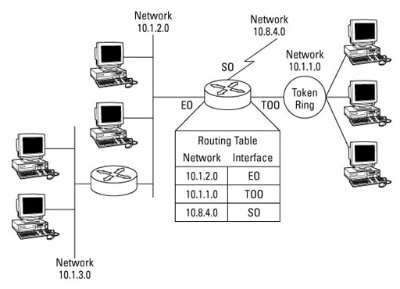 Network
10.1.2.0
Network
10.8.4.0
SO
Network
10.1.1.0
EO
TOO
Token
Ring
Routing Table
Network Interface
10.1.2.0 EO
10.1.1.0 TOO
10.8.4.0 SO
Network
10.1.3.0